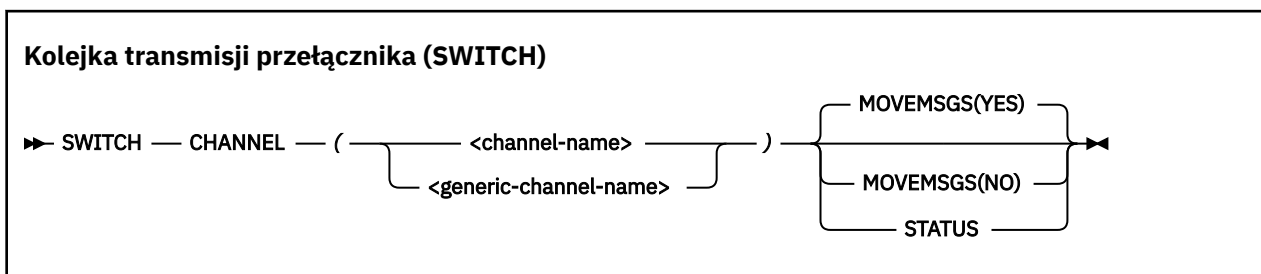 Kolejka transmisji przełącznika (SWITCH)
MOVEMSGS(YES)
SWITCH CHANNEL ( <channel-name> )
<generic-channel-name> MOVEMSGS(NO)
STATUS